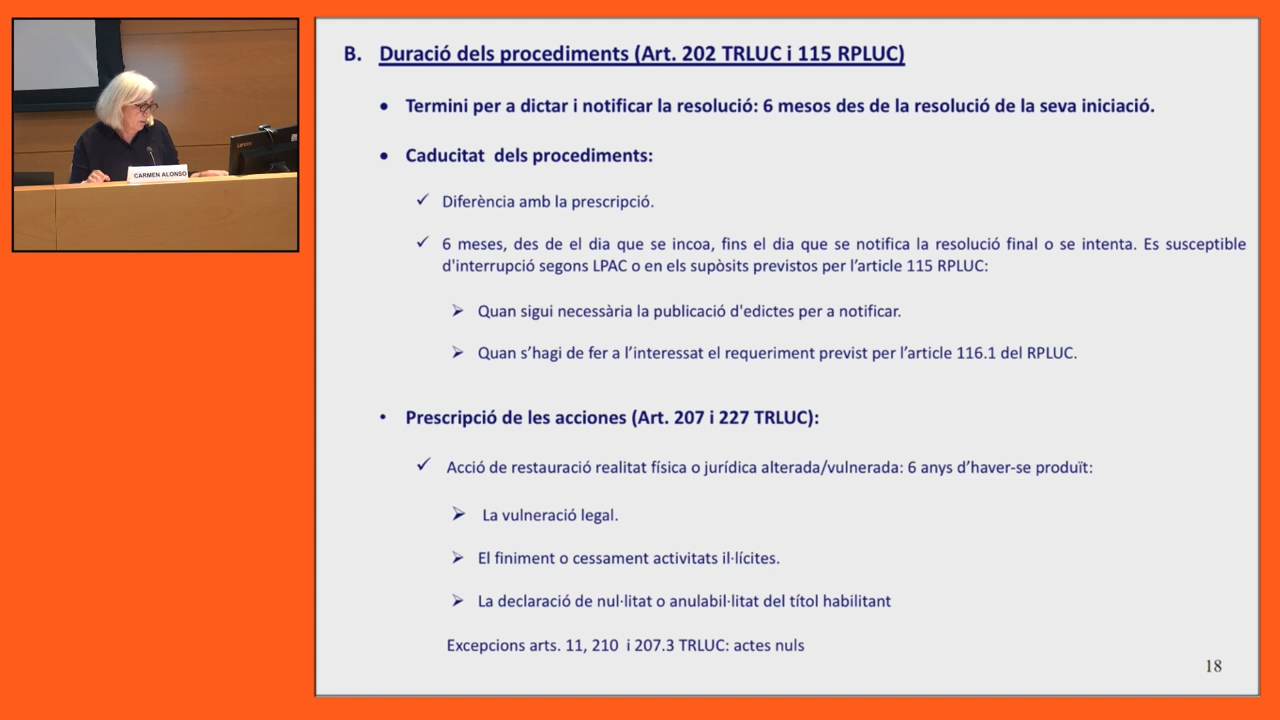 CARMEN ALONSO
Lenovo
B. Duració dels procediments (Art. 202 TRLUC i 115 RPLUC)
• Termini per a dictar i notificar la resolució: 6 mesos des de la resolució de la seva iniciació.
• Caducitat dels procediments:
✓ Diferència amb la prescripció.
✓ 6 meses, des de el dia que se incoa, fins el dia que se notifica la resolució final o se intenta. Es susceptible
d'interrupció segons LPAC o en els supòsits previstos per l’article 115 RPLUC:
➢ Quan sigui necessària la publicació d'edictes per a notificar.
➢ Quan s’hagi de fer a l’interessat el requeriment previst per l’article 116.1 del RPLUC.
• Prescripció de les acciones (Art. 207 i 227 TRLUC):
✓ Acció de restauració realitat física o jurídica alterada/vulnerada: 6 anys d’haver-se produït:
➢ La vulneració legal.
➢ El finiment o cessament activitats il·lícites.
➢ La declaració de nul·litat o anulabil·litat del títol habilitant
Excepcions arts. 11, 210 i 207.3 TRLUC: actes nuls
18